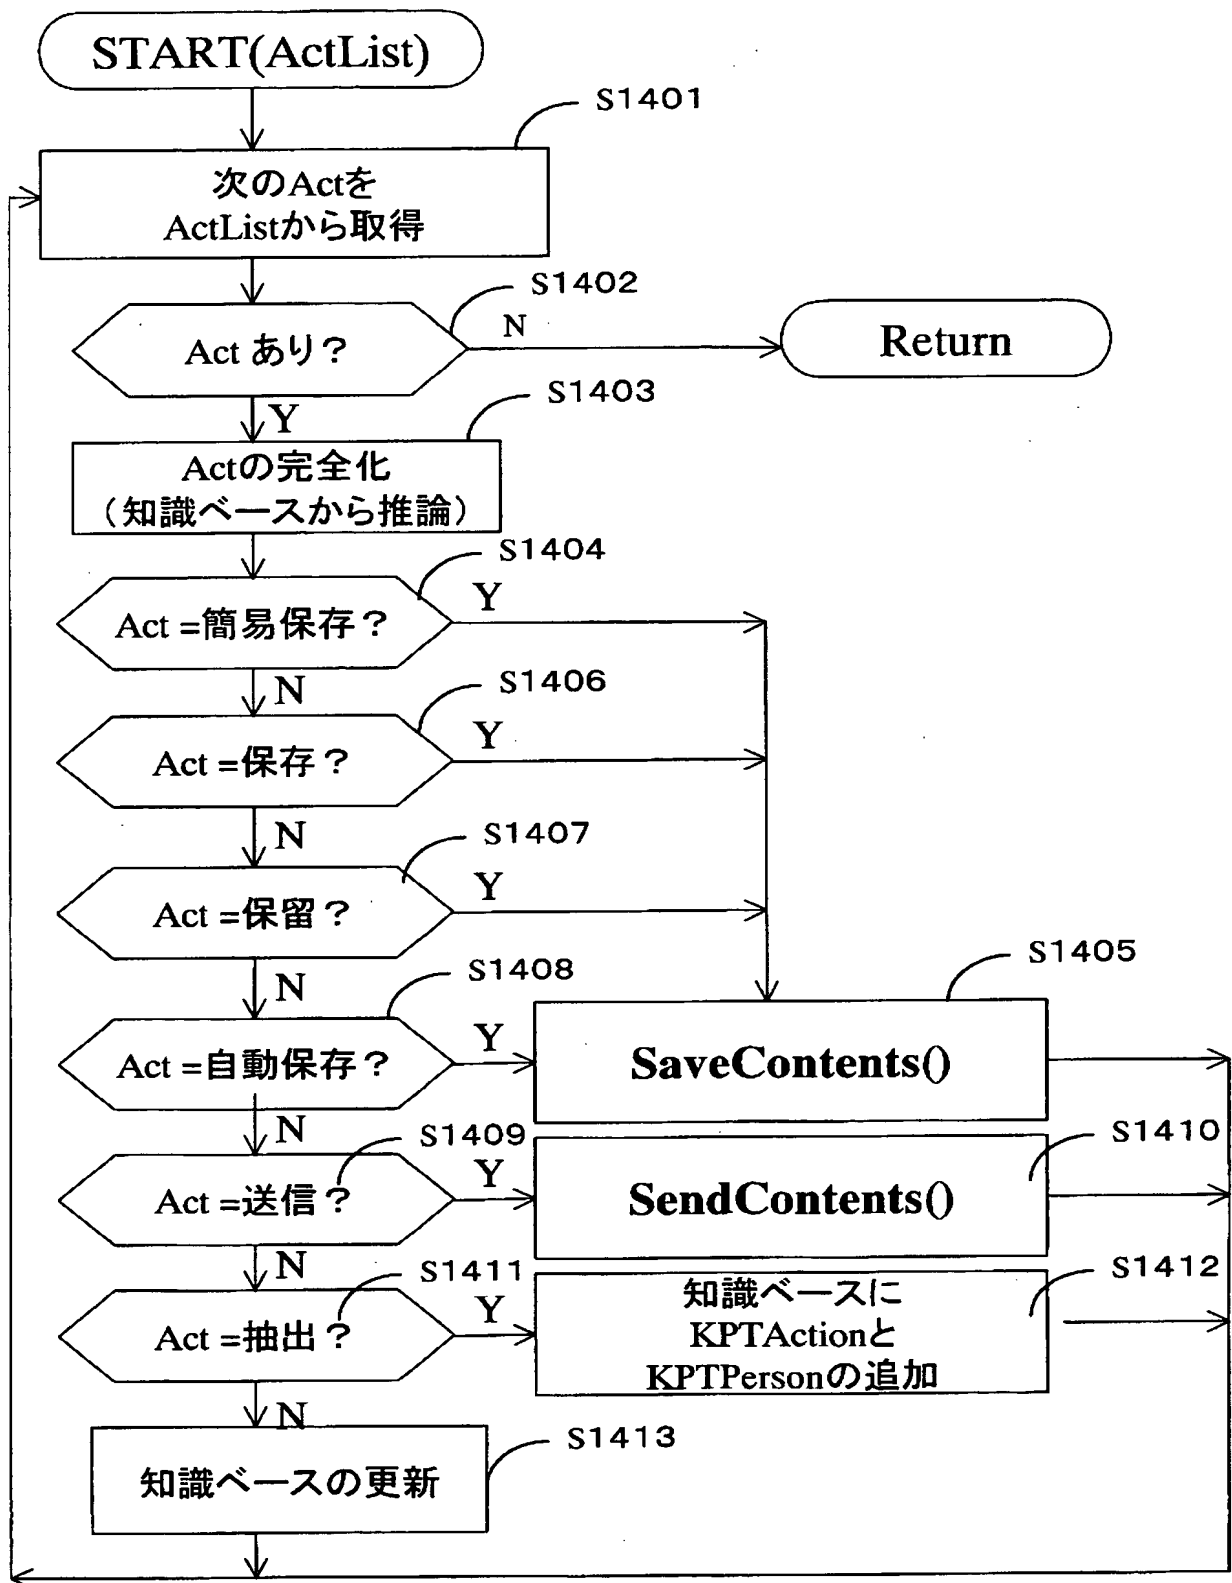 START(ActList)
S1401
次のActを
ActListから取得
S1402
Act あり？
N
Return
Y
S1403
Actの完全化
（知識ベースから推論）
S1404
Act =簡易保存？
Y
N
S1406
Act =保存？
Y
N
S1407
Act =保留？
Y
N
S1408
S1405
Act =自動保存？
Y
SaveContents()
N
S1409
S1410
Act =送信？
Y
SendContents()
N
S1411
S1412
Act =抽出？
Y
知識ベースに
KPTActionと
KPTPersonの追加
N
S1413
知識ベースの更新